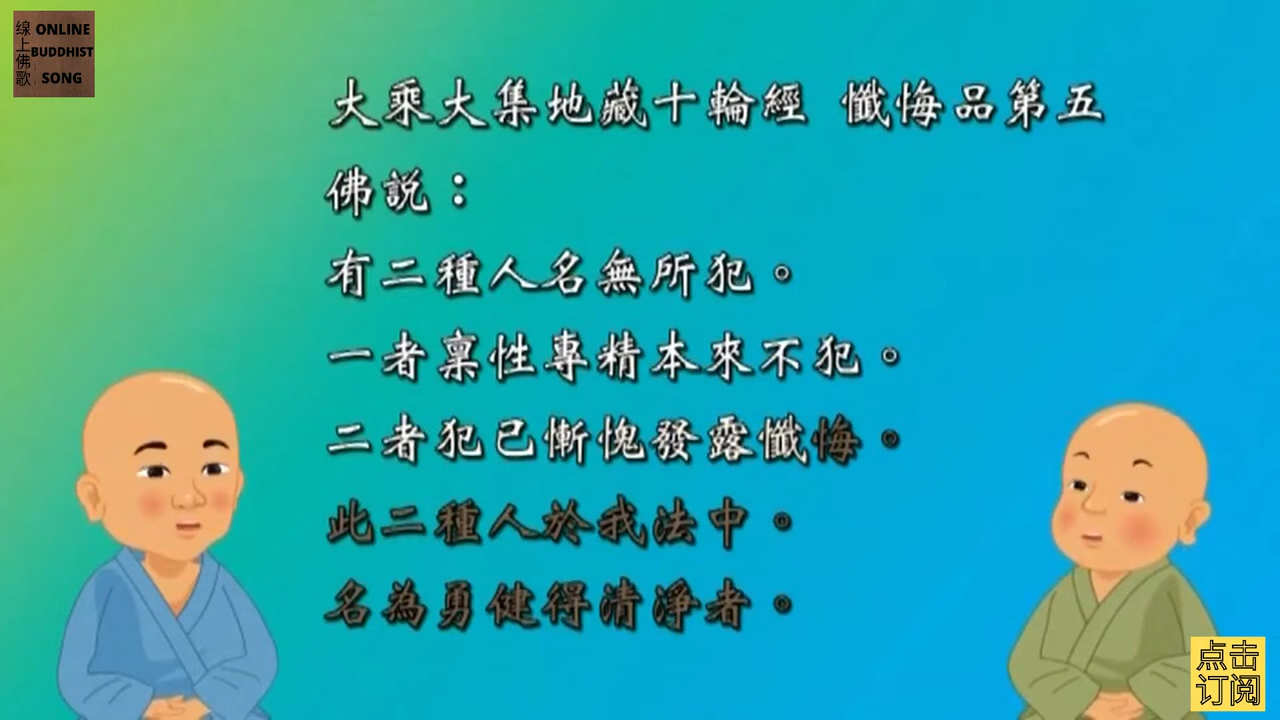 线上佛歌
ONLINE
BUDDHIST
SONG
大乘大集地藏十輪經 懺悔品第五
佛説：
有二種人名無所犯。
一者稟性專精本來不犯。
二者犯已慚愧發露懺悔。
此二種人於我法中。
名為勇健得清淨者。
点击
订阅